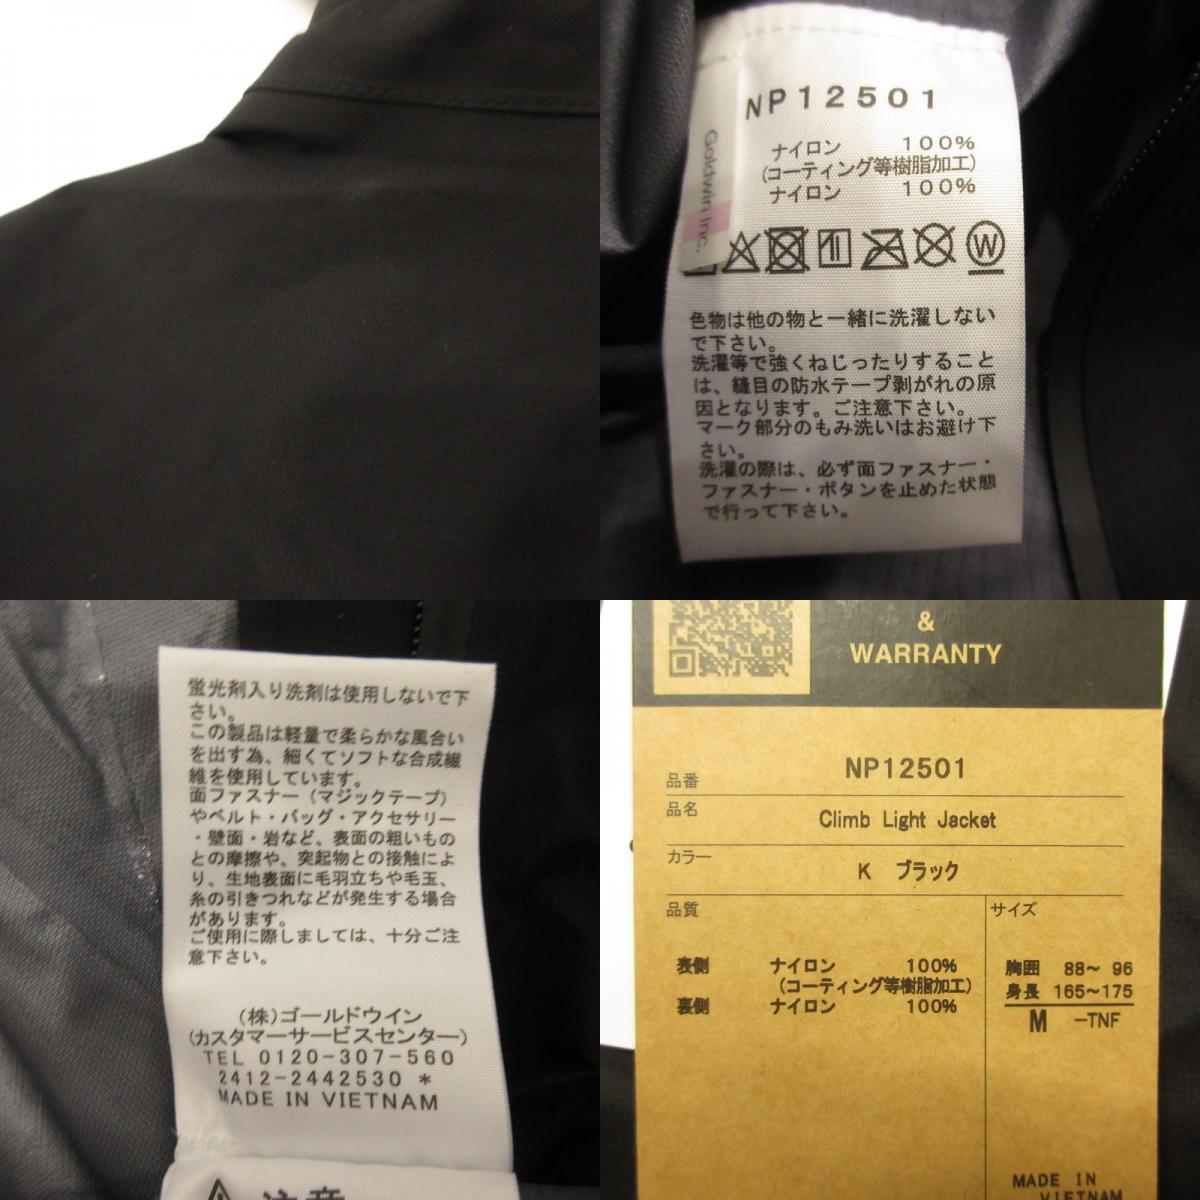 NP12501
Goldwin Inc.
ナイロン 100%
(コーティング等樹脂加工)
ナイロン 100%
W
色物は他の物と一緒に洗濯しない
で下さい。
洗濯等で強くねじったりすること
は、縫目の防水テープ剥がれの原
因となります。ご注意下さい。
マーク部分のもみ洗いはお避け下
さい。
洗濯の際は、必ず面ファスナー・
ファスナー・ボタンを止めた状態
で行って下さい。
蛍光剤入り洗剤は使用しないで下
さい。
この製品は軽量で柔らかな風合い
を出す為、細くてソフトな合成繊
維を使用しています。
面ファスナー(マジックテープ)
やベルト・バッグ・アクセサリー
・壁面・岩など、表面の粗いもの
との摩擦や、突起物との接触によ
り、生地表面に毛羽立ちや毛玉、
糸の引きつれなどが発生する場合
があります。
ご使用に際しましては、十分ご注
意下さい。
(株)ゴールドウイン
(カスタマーサービスセンター)
TEL 0120-307-560
2412-2442530 *
MADE IN VIETNAM
注意
&
WARRANTY
品番 NP12501
品名 Climb Light Jacket
カラー K ブラック
品質
表側 ナイロン 100%
(コーティング等樹脂加工)
裏側 ナイロン 100%
サイズ
胸囲 88~ 96
身長 165~175
M -TNF
MADE IN
VIETNAM